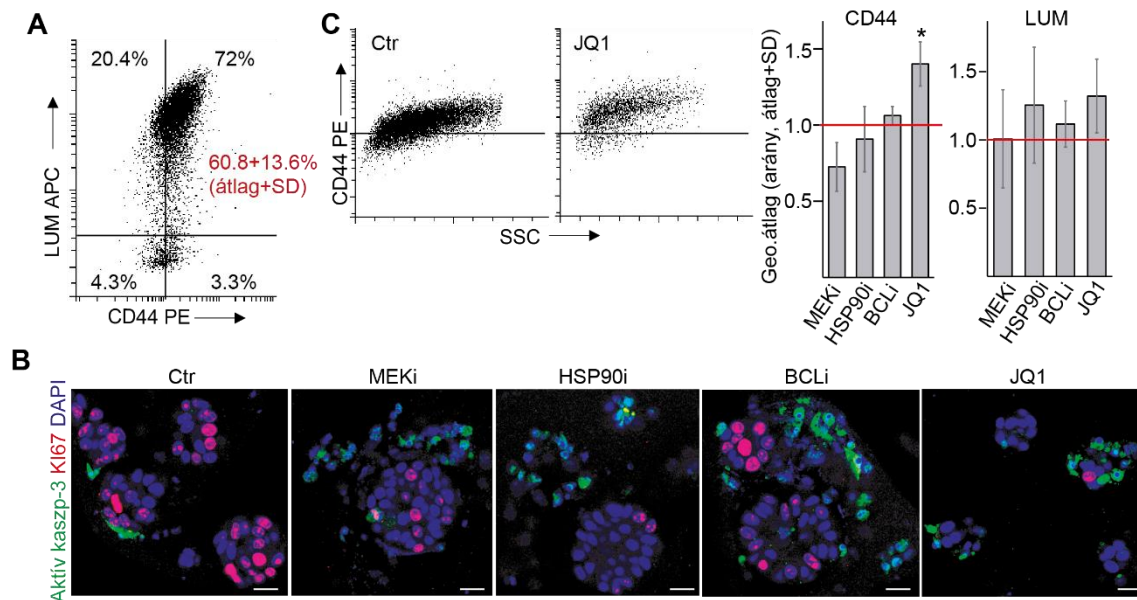 A
20.4%
72%
60.8+13.6%
(átlag+SD)
4.3%
3.3%
LUM APC
CD44 PE
C
Ctr
JQ1
CD44 PE
SSC
CD44
LUM
Geo.átlag (arány, átlag+SD)
1.5
1.0
0.5
*
MEKi
HSP90i
BCLi
JQ1
1.5
1.0
0.5
MEKi
HSP90i
BCLi
JQ1
B
Ctr
MEKi
HSP90i
BCLi
JQ1
Aktív kaszp-3 KI67 DAPI